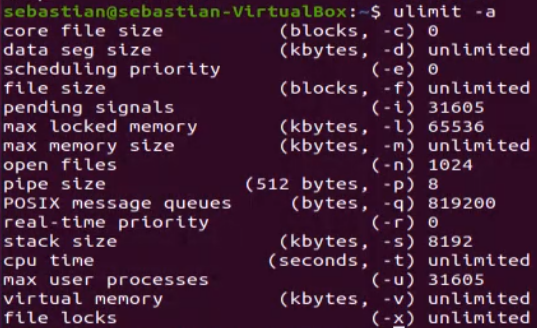 sebastian@sebastian-VirtualBox:~$ ulimit -a
core file size          (blocks, -c) 0
data seg size           (kbytes, -d) unlimited
scheduling priority             (-e) 0
file size               (blocks, -f) unlimited
pending signals                 (-i) 31605
max locked memory       (kbytes, -l) 65536
max memory size         (kbytes, -m) unlimited
open files                      (-n) 1024
pipe size            (512 bytes, -p) 8
POSIX message queues     (bytes, -q) 819200
real-time priority              (-r) 0
stack size              (kbytes, -s) 8192
cpu time               (seconds, -t) unlimited
max user processes              (-u) 31605
virtual memory          (kbytes, -v) unlimited
file locks                      (-x) unlimited